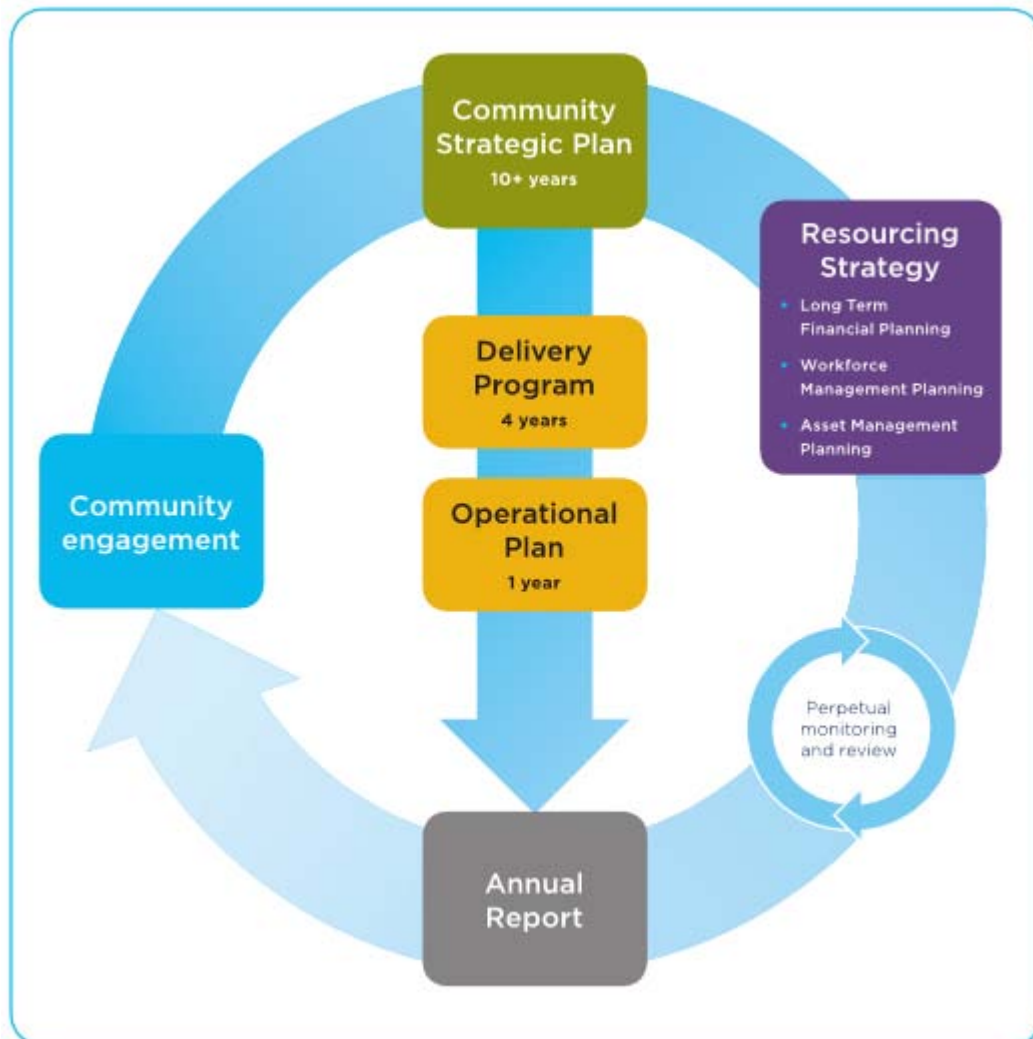 Community
Strategic Plan
10+ years
Resourcing
Strategy
• Long Term
Financial Planning
• Workforce
Management Planning
• Asset Management
Planning
Delivery
Program
4 years
Community
engagement
Operational
Plan
1 year
Perpetual
monitoring
and review
Annual
Report